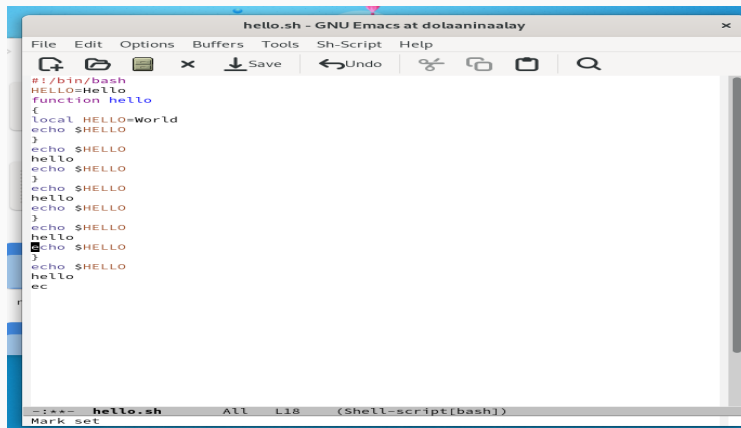 hello.sh - GNU Emacs at dolaaninaalay
File Edit Options Buffers Tools Sh-Script Help
Save Undo
#!/bin/bash
HELLO=Hello
function hello
{
local HELLO=World
echo $HELLO
}
echo $HELLO
hello
echo $HELLO
}
echo $HELLO
hello
echo $HELLO
}
echo $HELLO
hello
echo $HELLO
}
echo $HELLO
hello
ec
-:**- hello.sh All L18 (Shell-script[bash])
Mark set